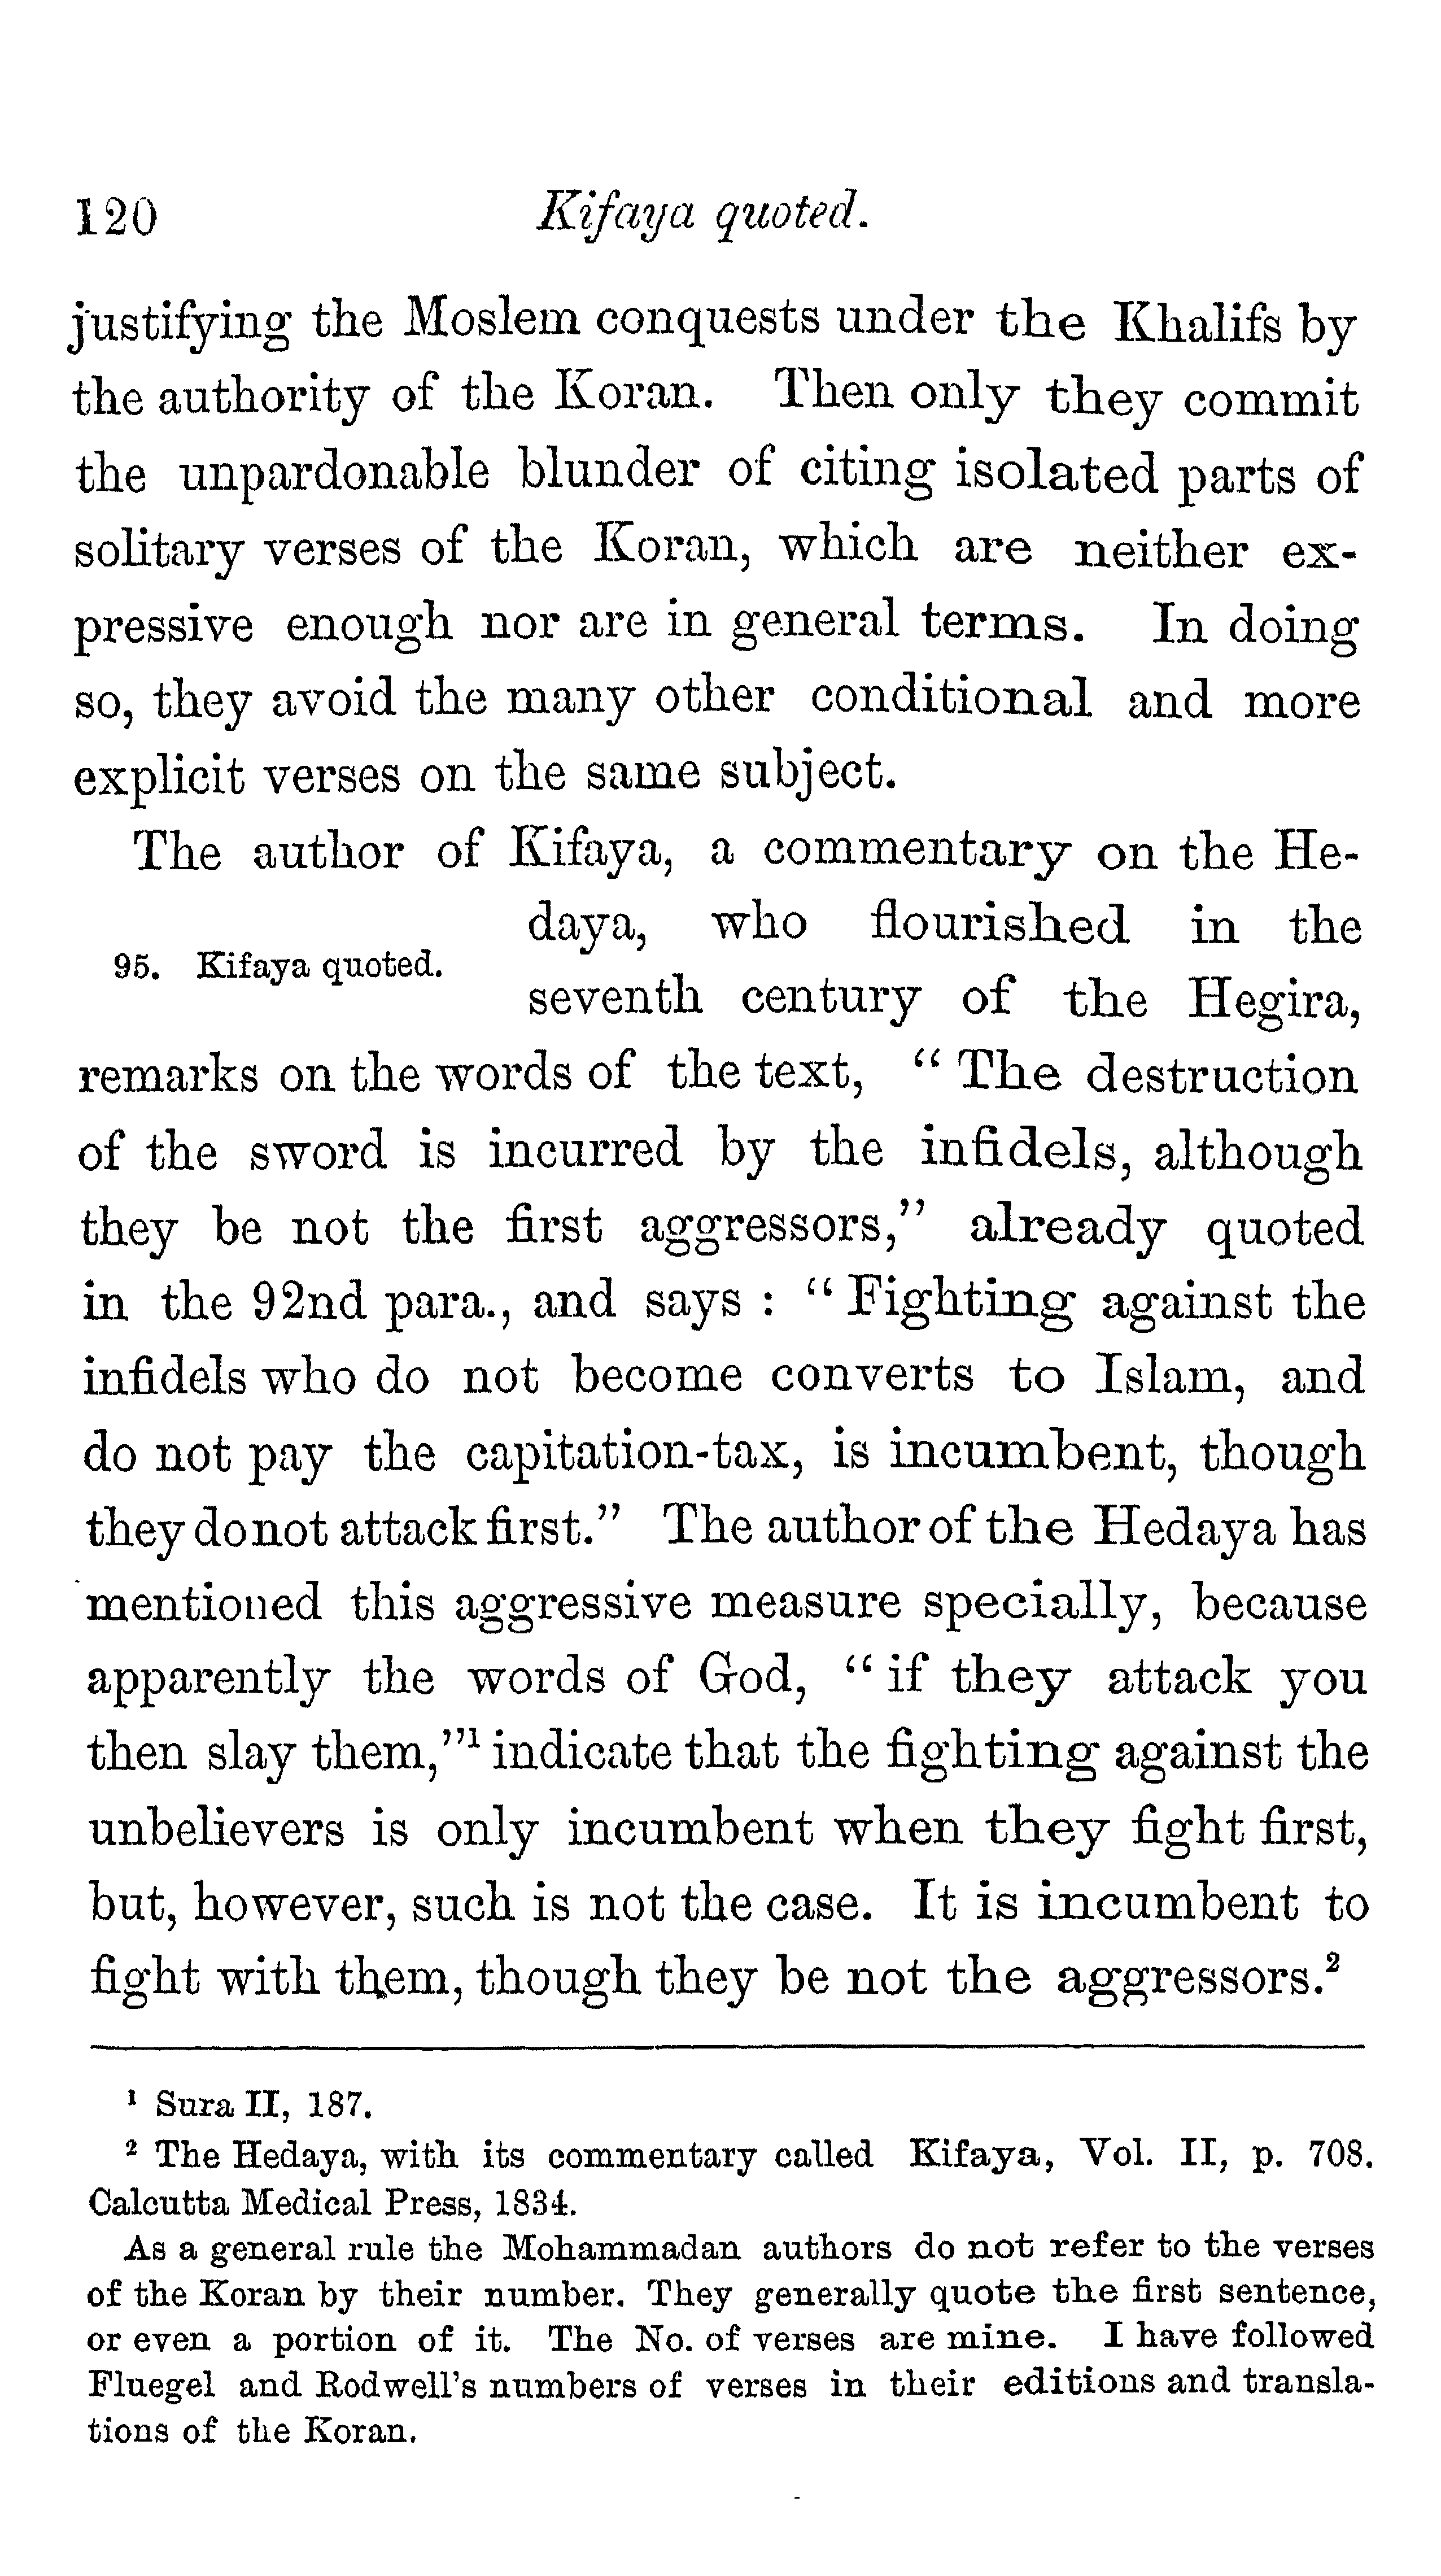 120 Kifaya quoted.
justifying the Moslem conquests under the Khalifs by
the authority of the Koran. Then only they commit
the unpardonable blunder of citing isolated parts of
solitary verses of the Koran, which are neither ex-
pressive enough nor are in general terms. In doing
so, they avoid the many other conditional and more
explicit verses on the same subject.
The author of Kifaya, a commentary on the He-
daya, who flourished in the
95. Kifaya quoted.
seventh century of the Hegira,
remarks on the words of the text, “ The destruction
of the sword is incurred by the infidels, although
they be not the first aggressors,” already quoted
in the 92nd para., and says : “ Fighting against the
infidels who do not become converts to Islam, and
do not pay the capitation-tax, is incumbent, though
they do not attack first.” The author of the Hedaya has
mentioned this aggressive measure specially, because
apparently the words of God, “ if they attack you
then slay them,”¹ indicate that the fighting against the
unbelievers is only incumbent when they fight first,
but, however, such is not the case. It is incumbent to
fight with them, though they be not the aggressors.²
¹ Sura II, 187.
² The Hedaya, with its commentary called Kifaya, Vol. II, p. 708.
Calcutta Medical Press, 1834.
As a general rule the Mohammadan authors do not refer to the verses
of the Koran by their number. They generally quote the first sentence,
or even a portion of it. The No. of verses are mine. I have followed
Fluegel and Rodwell's numbers of verses in their editions and transla-
tions of the Koran.